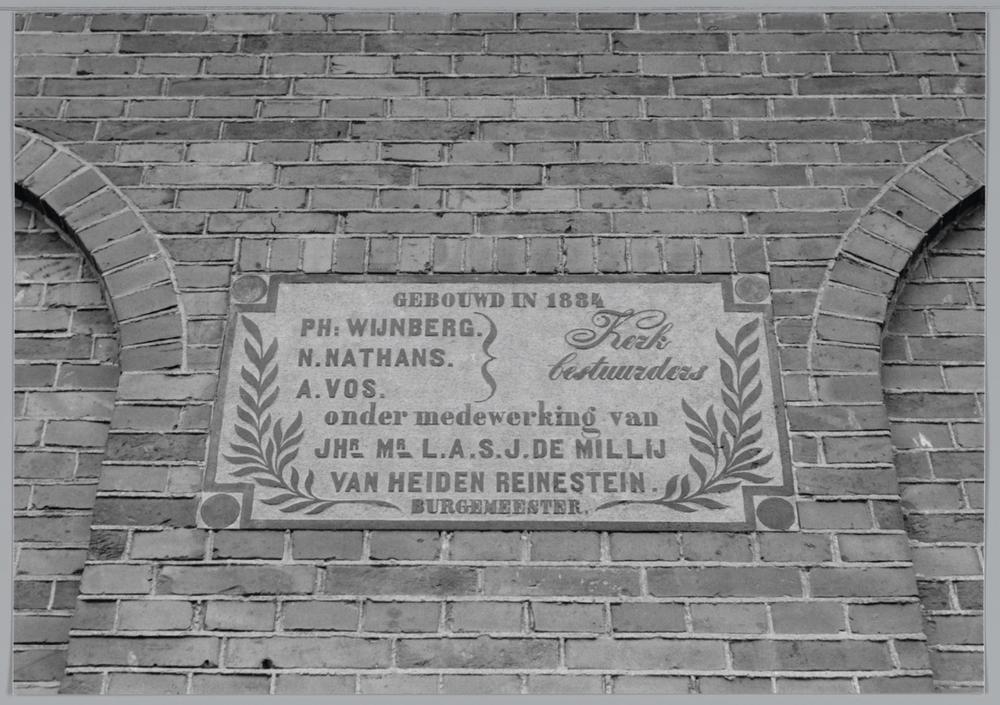 GEBOUWD IN 1884
PH: WIJNBERG.
N. NATHANS.
A. VOS.
}
Kerk
bestuurders
onder medewerking van
JHR MR L.A.S.J. DE MILLIJ
VAN HEIDEN REINESTEIN.
BURGEMEESTER.